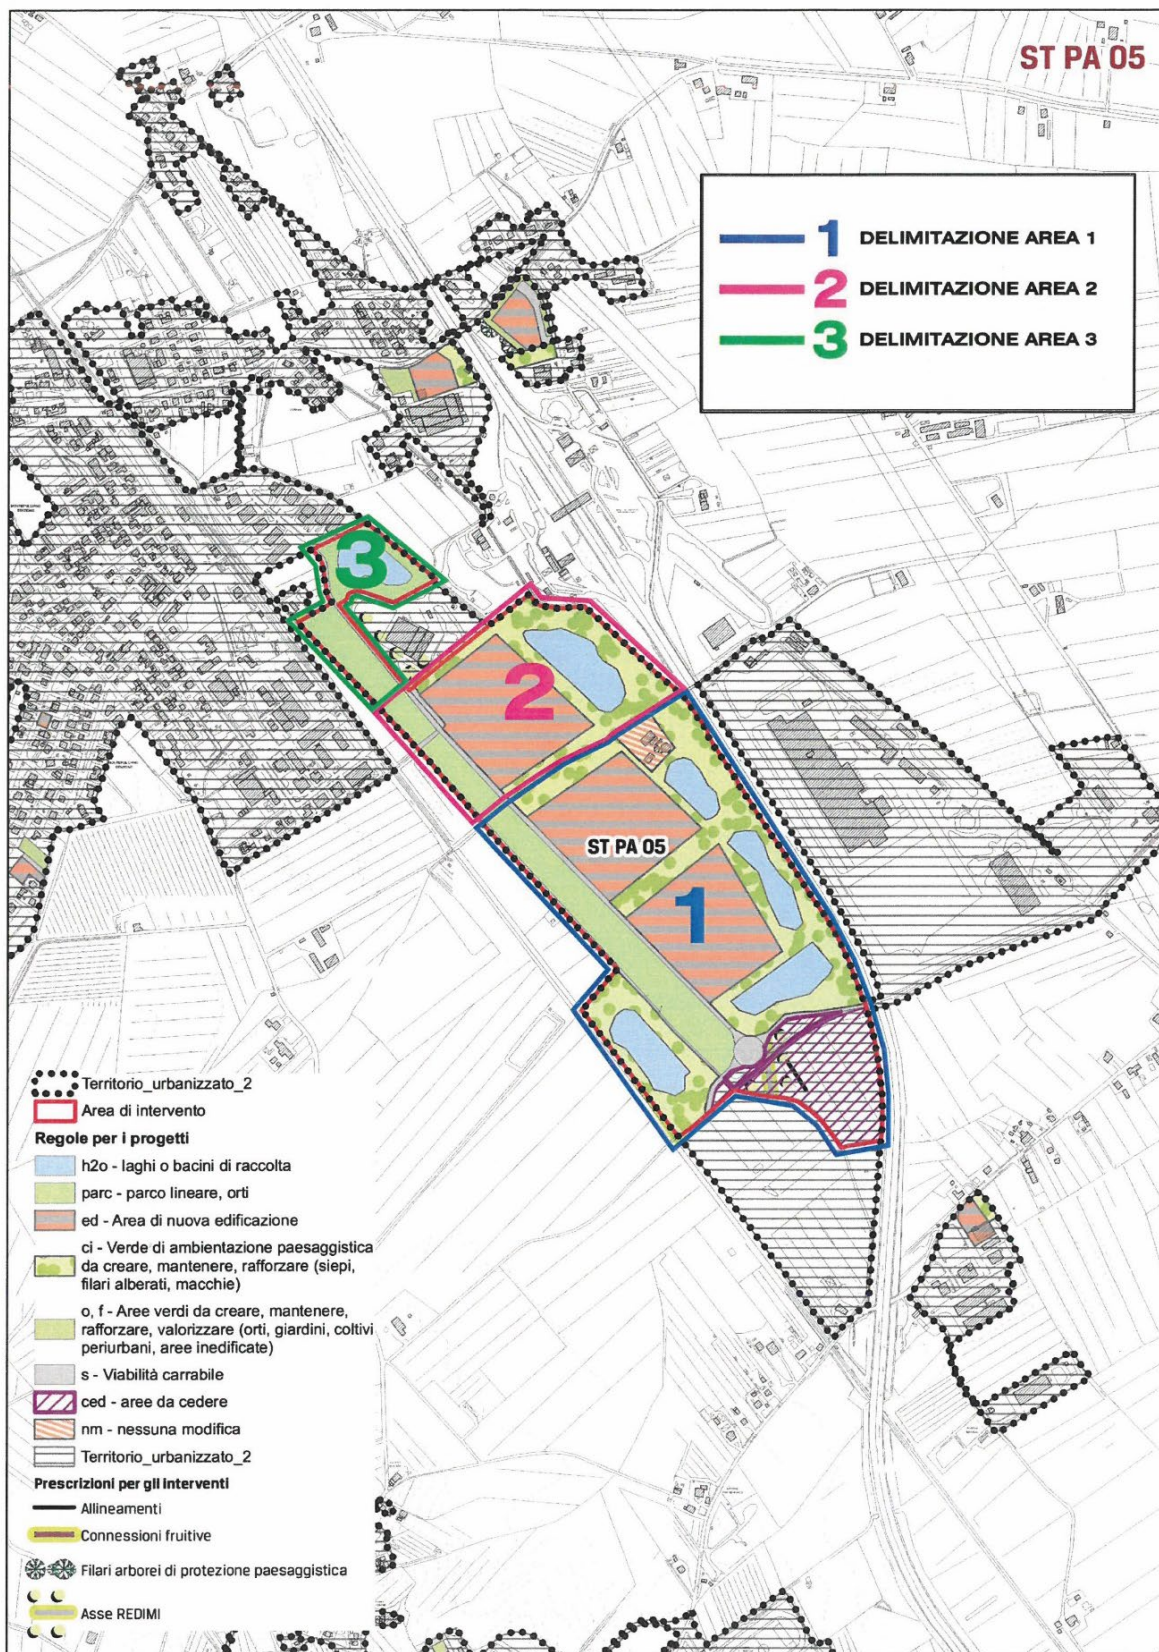 ST PA 05
1 DELIMITAZIONE AREA 1
2 DELIMITAZIONE AREA 2
3 DELIMITAZIONE AREA 3
3
2
ST PA 05
1
Territorio_urbanizzato_2
Area di intervento
Regole per i progetti
h2o - laghi o bacini di raccolta
parc - parco lineare, orti
ed - Area di nuova edificazione
ci - Verde di ambientazione paesaggistica
da creare, mantenere, rafforzare (siepi,
filari alberati, macchie)
o, f - Aree verdi da creare, mantenere,
rafforzare, valorizzare (orti, giardini, coltivi
periurbani, aree inedificate)
s - Viabilità carrabile
ced - aree da cedere
nm - nessuna modifica
Territorio_urbanizzato_2
Prescrizioni per gli interventi
Allineamenti
Connessioni fruitive
Filari arborei di protezione paesaggistica
Asse REDIMI